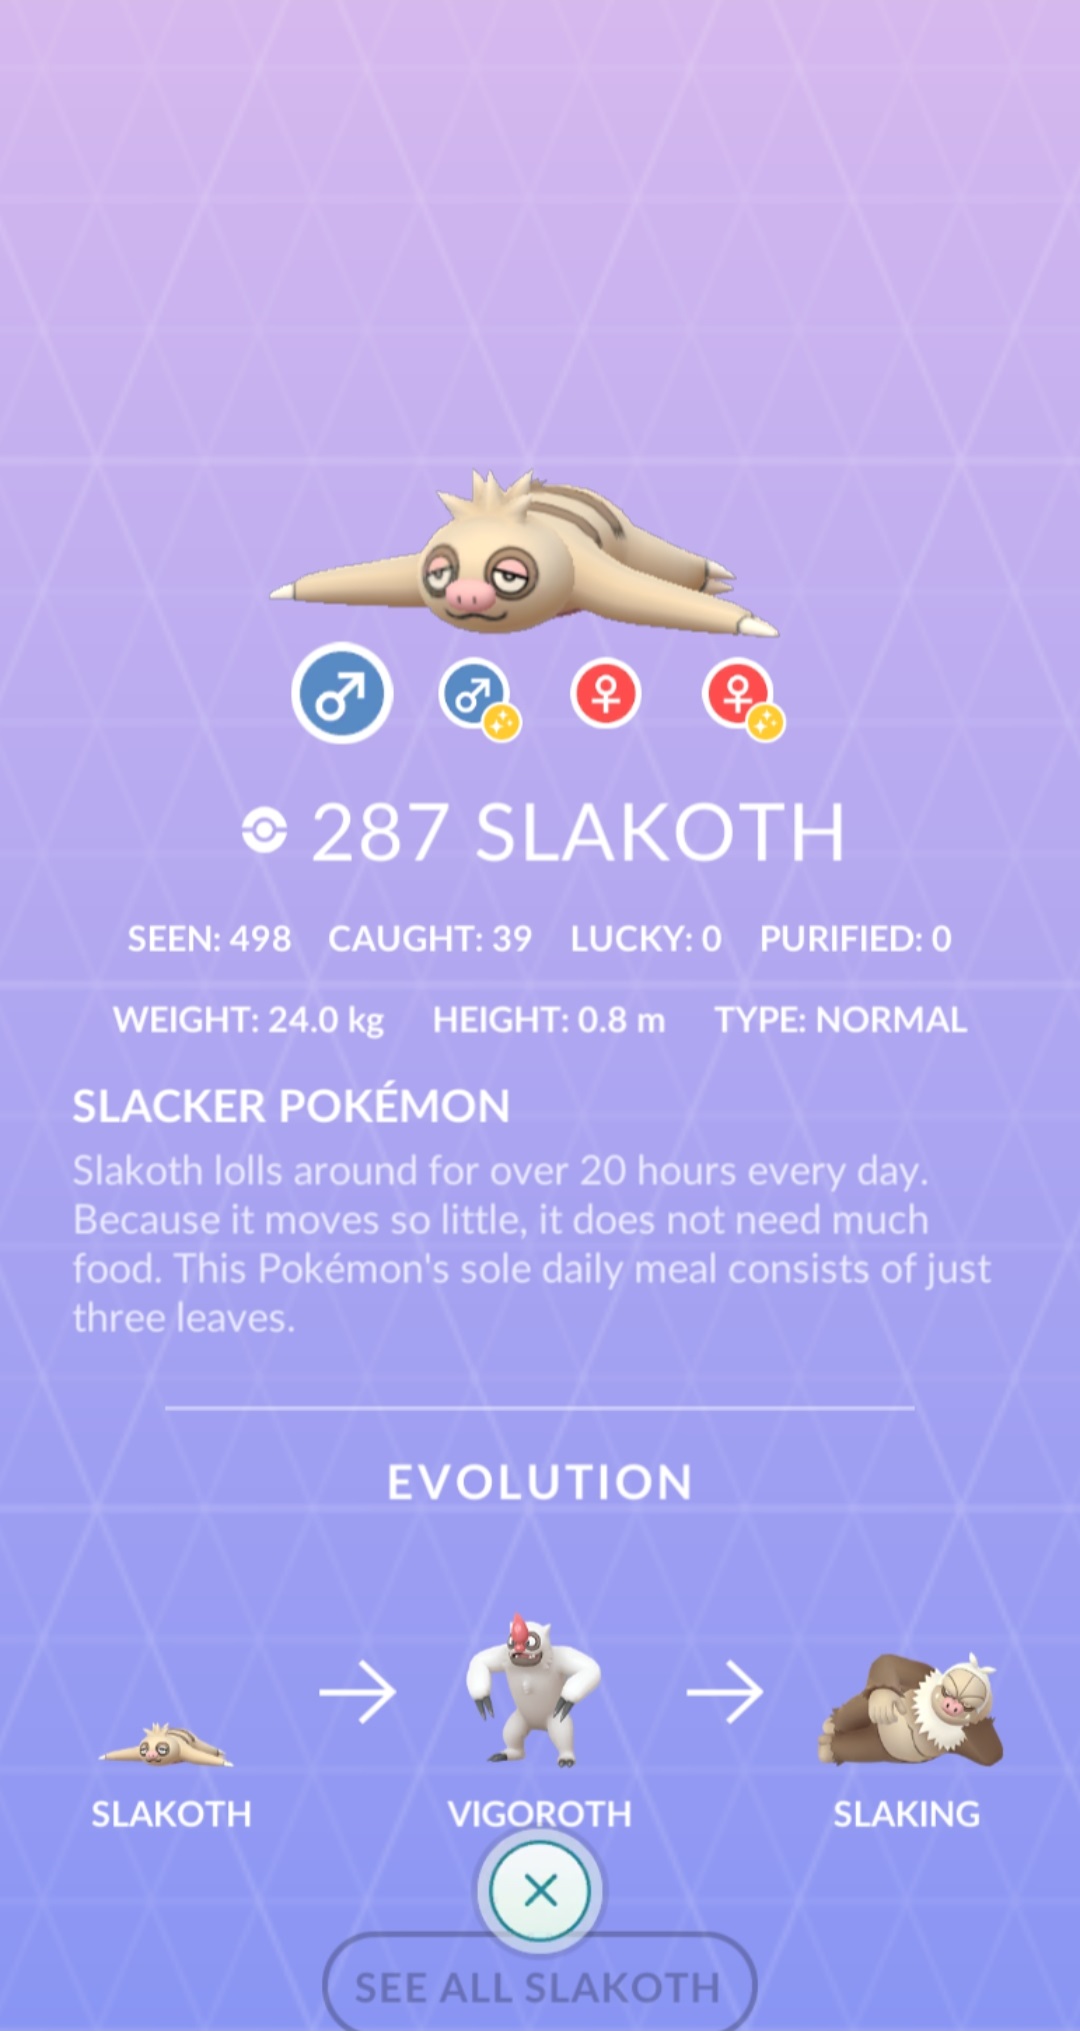 287 SLAKOTH
SEEN: 498 CAUGHT: 39 LUCKY: 0 PURIFIED: 0
WEIGHT: 24.0 kg HEIGHT: 0.8 m TYPE: NORMAL
SLACKER POKÉMON
Slakoth lolls around for over 20 hours every day.
Because it moves so little, it does not need much
food. This Pokémon's sole daily meal consists of just
three leaves.
EVOLUTION
SLAKOTH VIGOROTH SLAKING
SEE ALL SLAKOTH